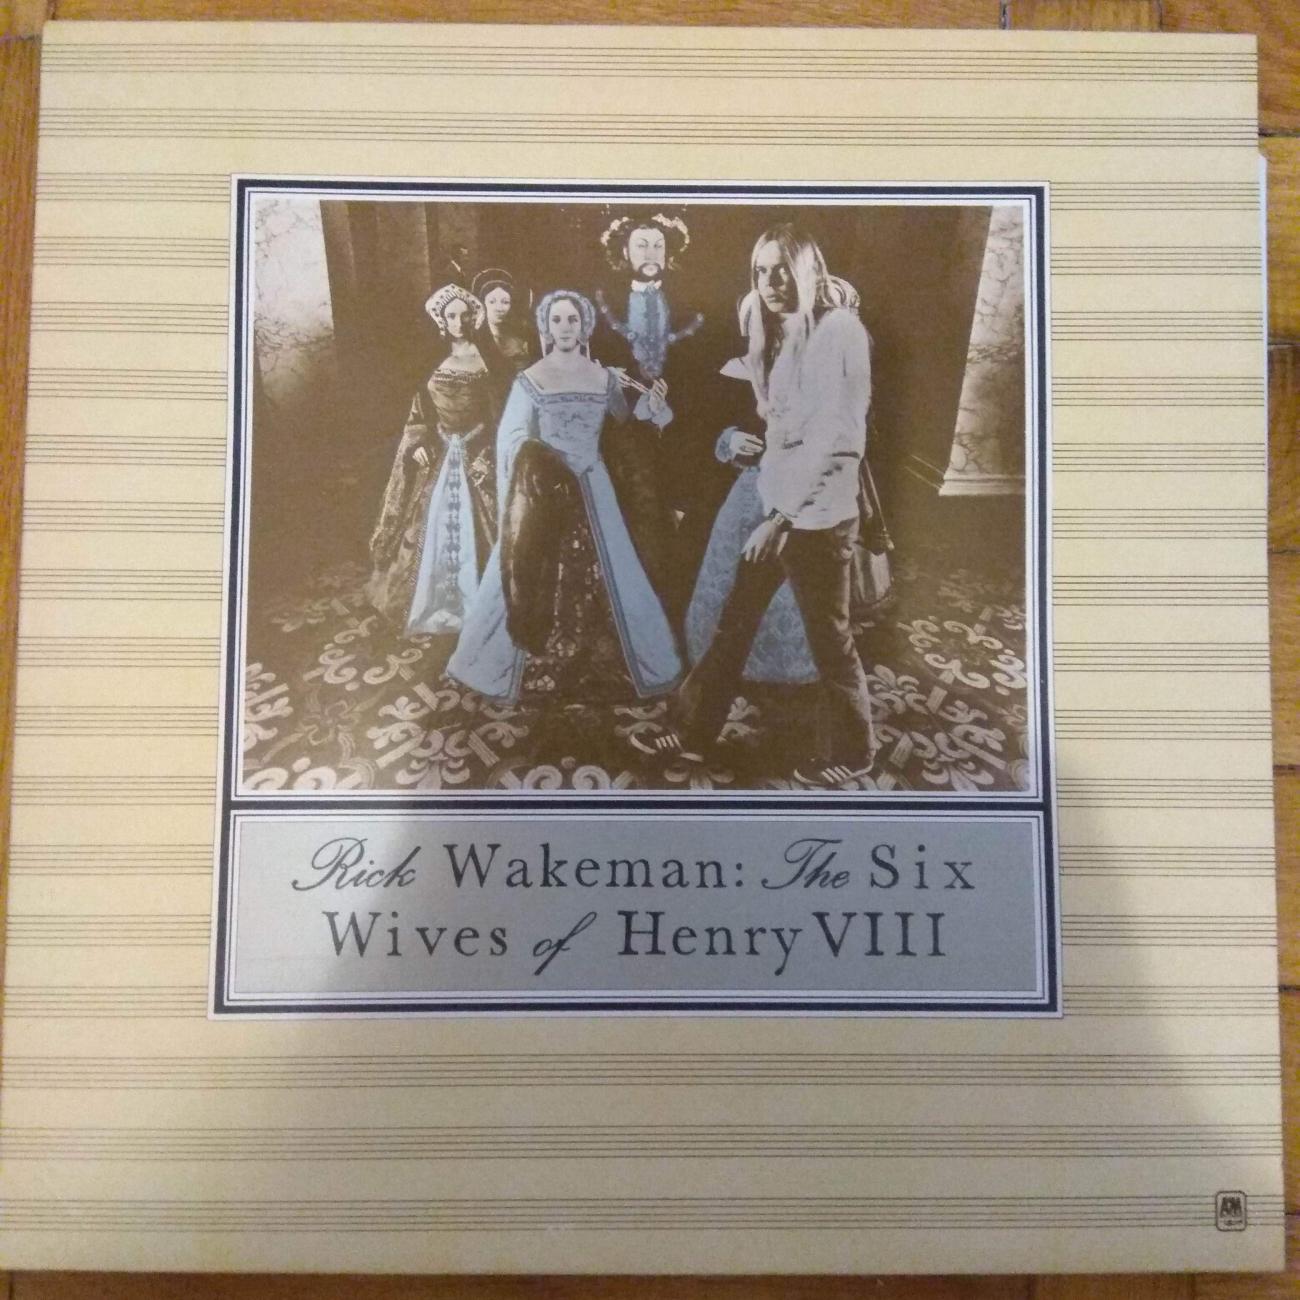 Rick Wakeman: The Six
Wives of Henry VIII
A&M